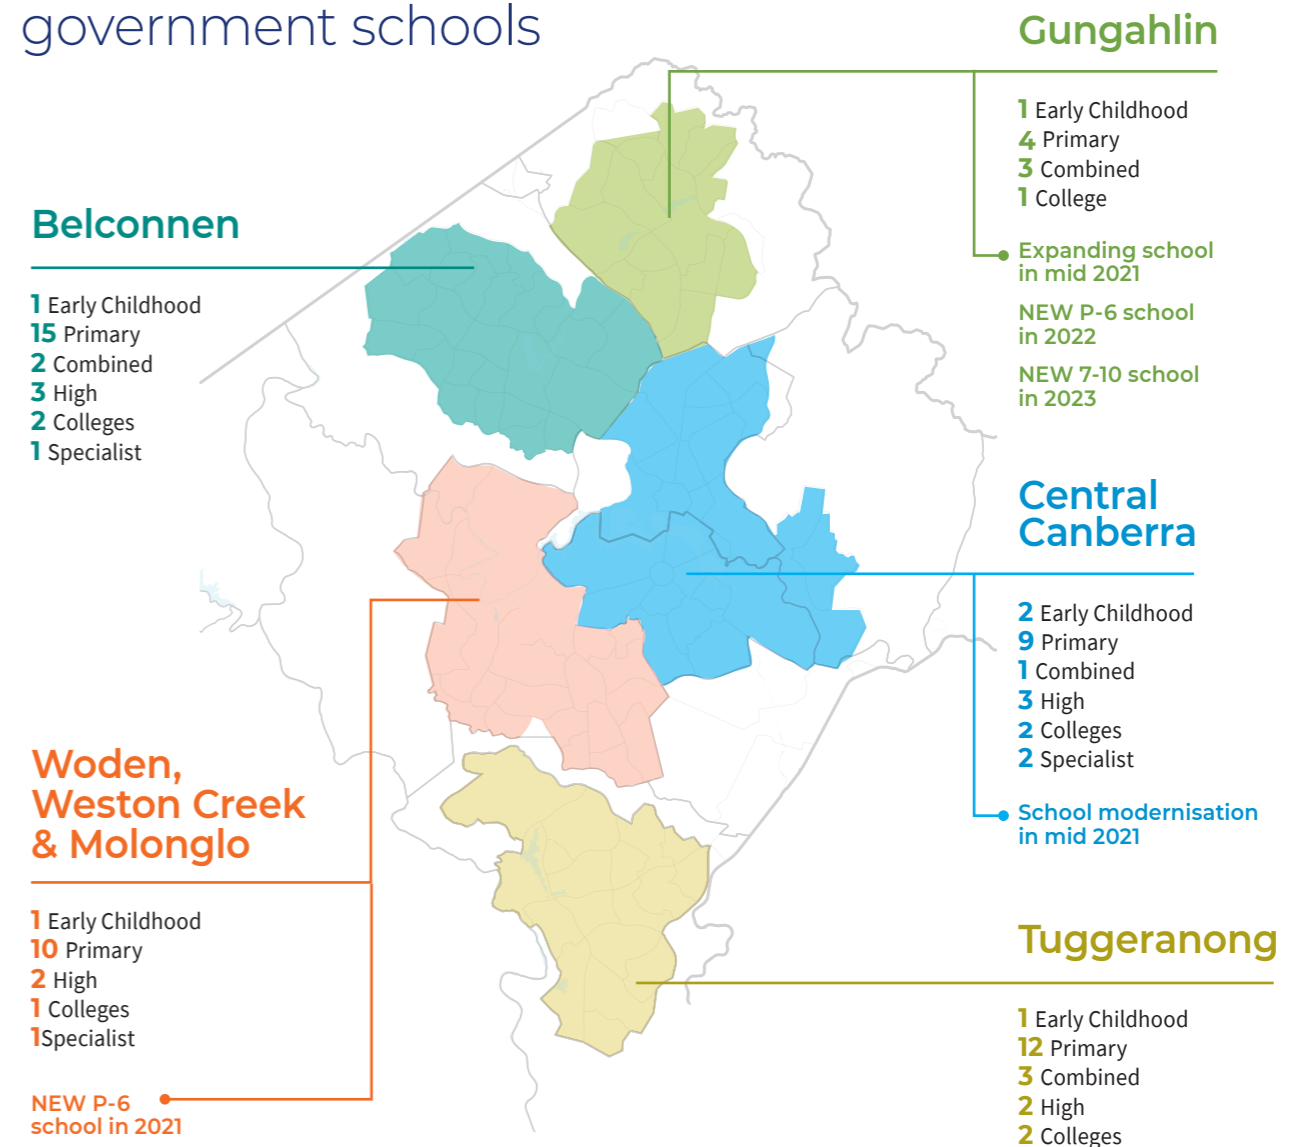 government schools
Gungahlin
1 Early Childhood
4 Primary
3 Combined
1 College
Expanding school
in mid 2021
NEW P-6 school
in 2022
NEW 7-10 school
in 2023
Belconnen
1 Early Childhood
15 Primary
2 Combined
3 High
2 Colleges
1 Specialist
Central
Canberra
2 Early Childhood
9 Primary
1 Combined
3 High
2 Colleges
2 Specialist
School modernisation
in mid 2021
Woden,
Weston Creek
& Molonglo
1 Early Childhood
10 Primary
2 High
1 Colleges
1Specialist
NEW P-6
school in 2021
Tuggeranong
1 Early Childhood
12 Primary
3 Combined
2 High
2 Colleges